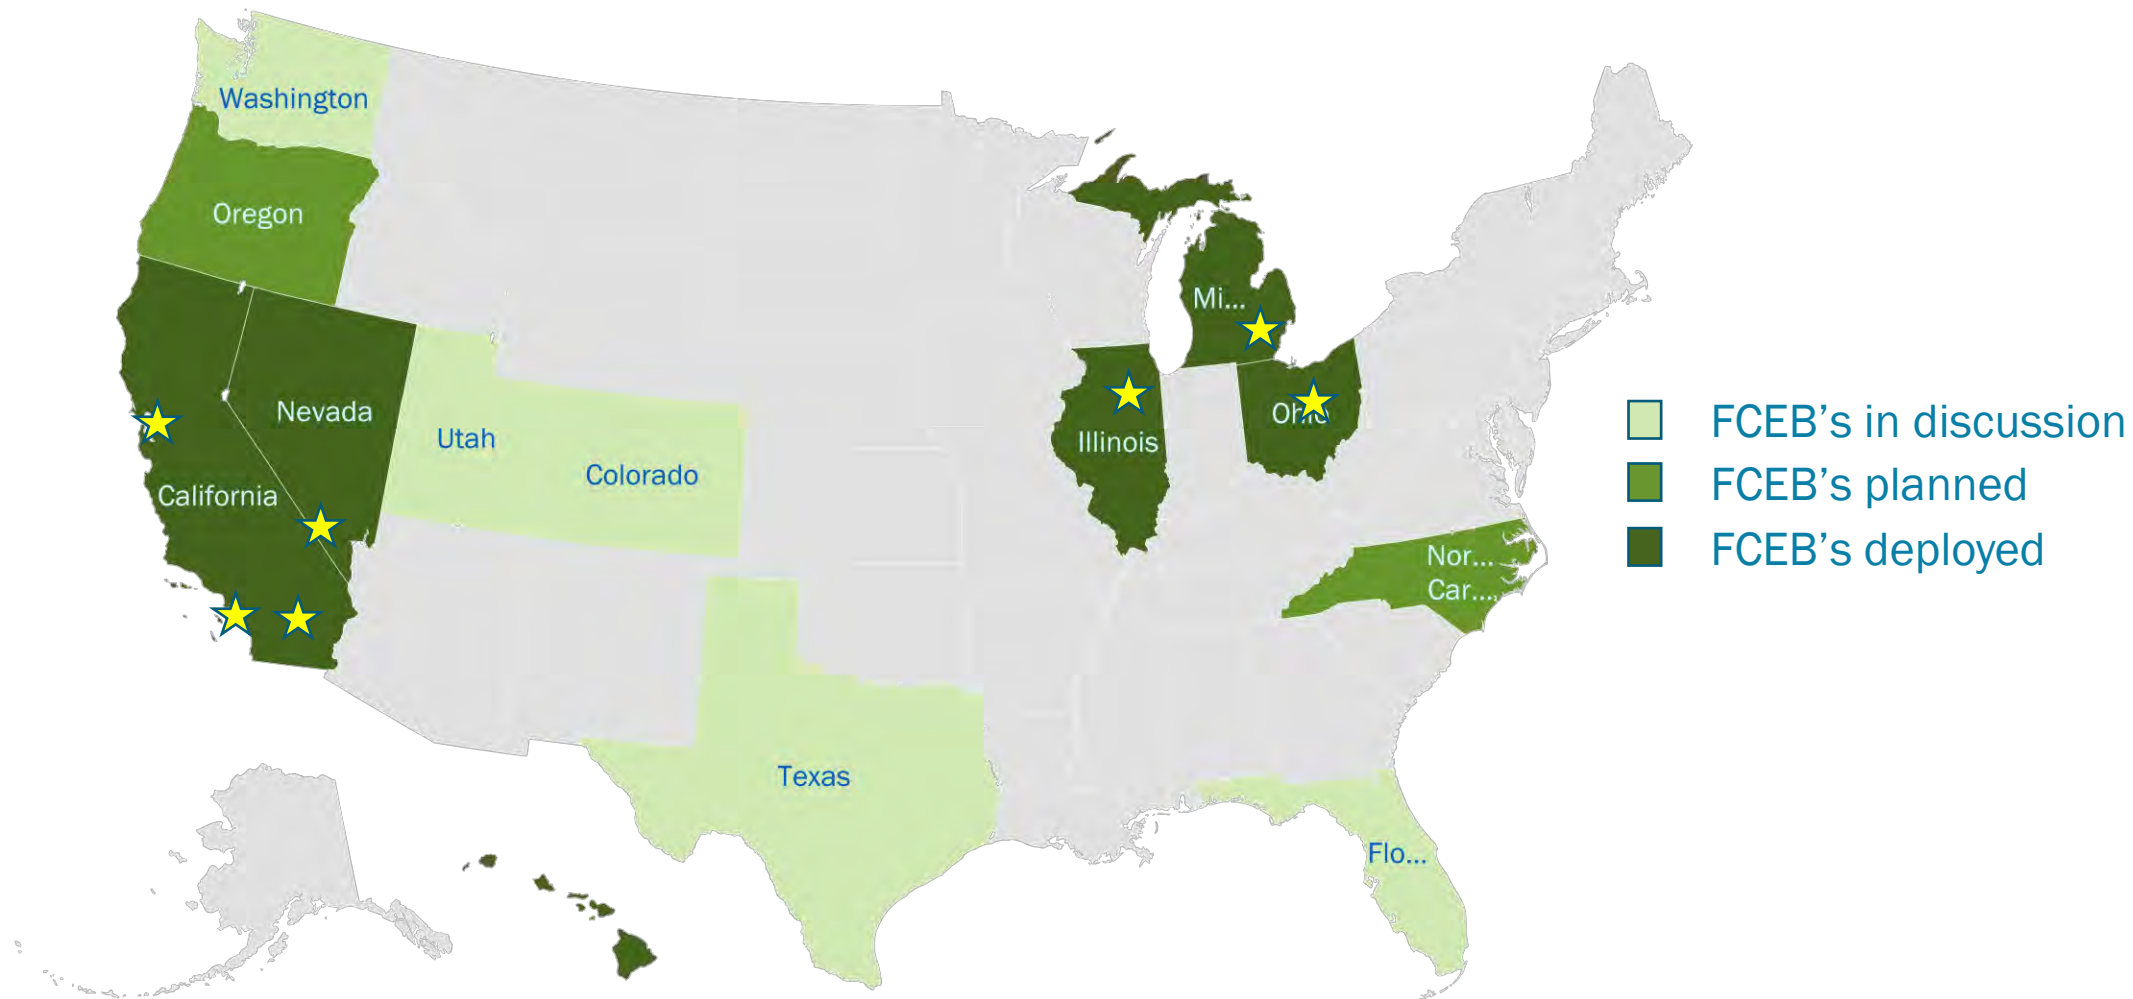 Washington
Oregon
Nevada
Utah
Colorado
California
Texas
Mi...
Illinois
Ohio
Nor...
Car...
Flo...
FCEB’s in discussion
FCEB’s planned
FCEB’s deployed